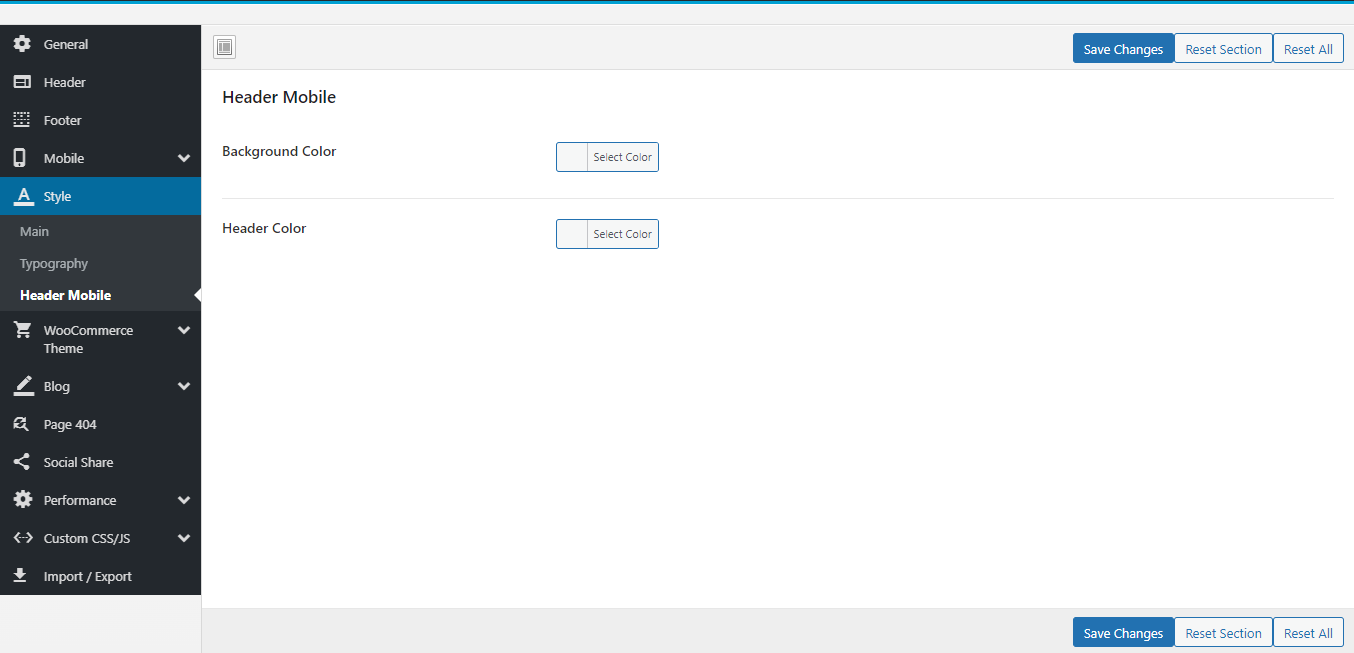 General
Header
Footer
Mobile
Style
Main
Typography
Header Mobile
WooCommerce
Theme
Blog
Page 404
Social Share
Performance
Custom CSS/JS
Import / Export
Save Changes Reset Section Reset All
Header Mobile
Background Color Select Color
Header Color Select Color
Save Changes Reset Section Reset All